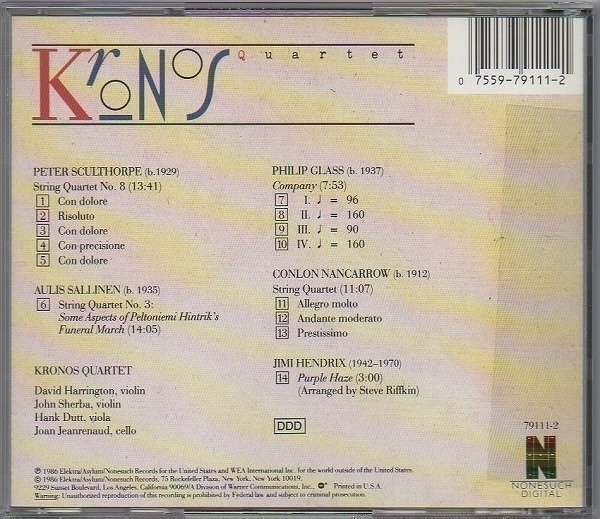 KRONOS
Quartet
0 7559-79111-2
PETER SCULTHORPE (b. 1929)
String Quartet No. 8 (13:41)
1 Con dolore
2 Risoluto
3 Con dolore
4 Con precisione
5 Con dolore
AULIS SALLINEN (b. 1935)
6 String Quartet No. 3:
Some Aspects of Peltoniemi Hintrik's
Funeral March (14:05)
KRONOS QUARTET
David Harrington, violin
John Sherba, violin
Hank Dutt, viola
Joan Jeanrenaud, cello
PHILIP GLASS (b. 1937)
Company (7:53)
7 I. ♩ = 96
8 II. ♩ = 160
9 III. ♩ = 90
10 IV. ♩ = 160
CONLON NANCARROW (b. 1912)
String Quartet (11:07)
11 Allegro molto
12 Andante moderato
13 Prestissimo
JIMI HENDRIX (1942–1970)
14 Purple Haze (3:00)
(Arranged by Steve Riffkin)
DDD
79111-2
N
NONESUCH
DIGITAL
℗ 1986 Elektra/Asylum/Nonesuch Records for the United States and WEA International Inc. for the world outside of the United States.
© 1986 Elektra/Asylum/Nonesuch Records, 75 Rockefeller Plaza, New York, New York 10019.
9229 Sunset Boulevard, Los Angeles, California 90069/A Division of Warner Communications, Inc. Printed in U.S.A.
Warning: Unauthorized reproduction of this recording is prohibited by Federal law and subject to criminal prosecution.